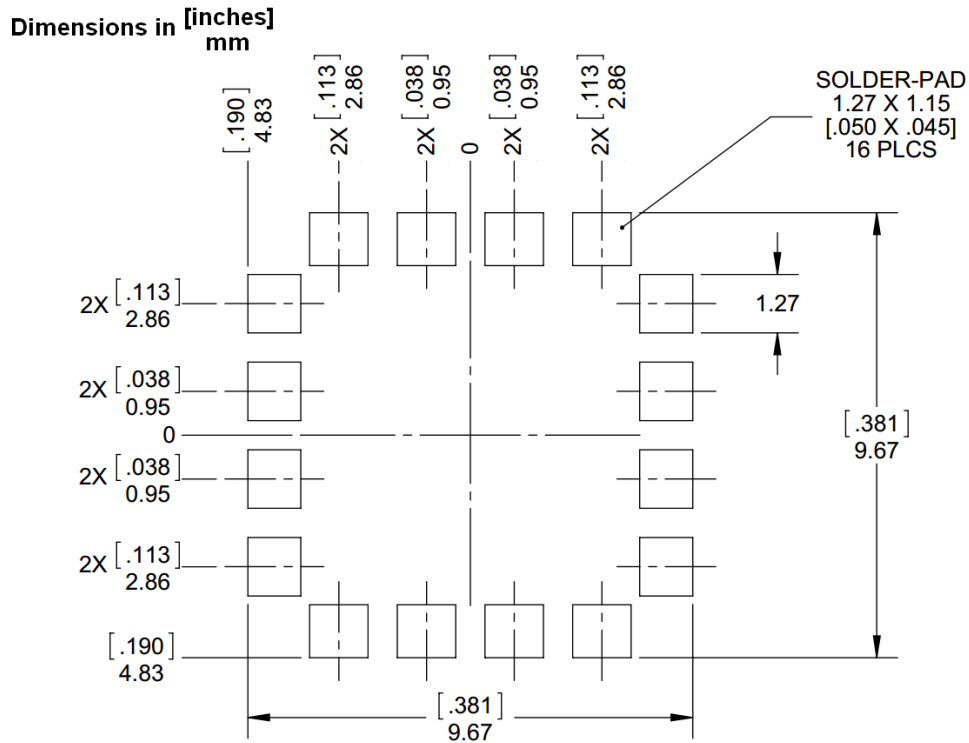 Dimensions in [inches]
mm
[.190]
4.83
2X [.113]
2.86
2X [.038]
0.95
0
2X [.038]
0.95
2X [.113]
2.86
SOLDER-PAD
1.27 X 1.15
[.050 X .045]
16 PLCS
2X [.113]
2.86
1.27
2X [.038]
0.95
0
[.381]
9.67
2X [.038]
0.95
2X [.113]
2.86
[.190]
4.83
[.381]
9.67